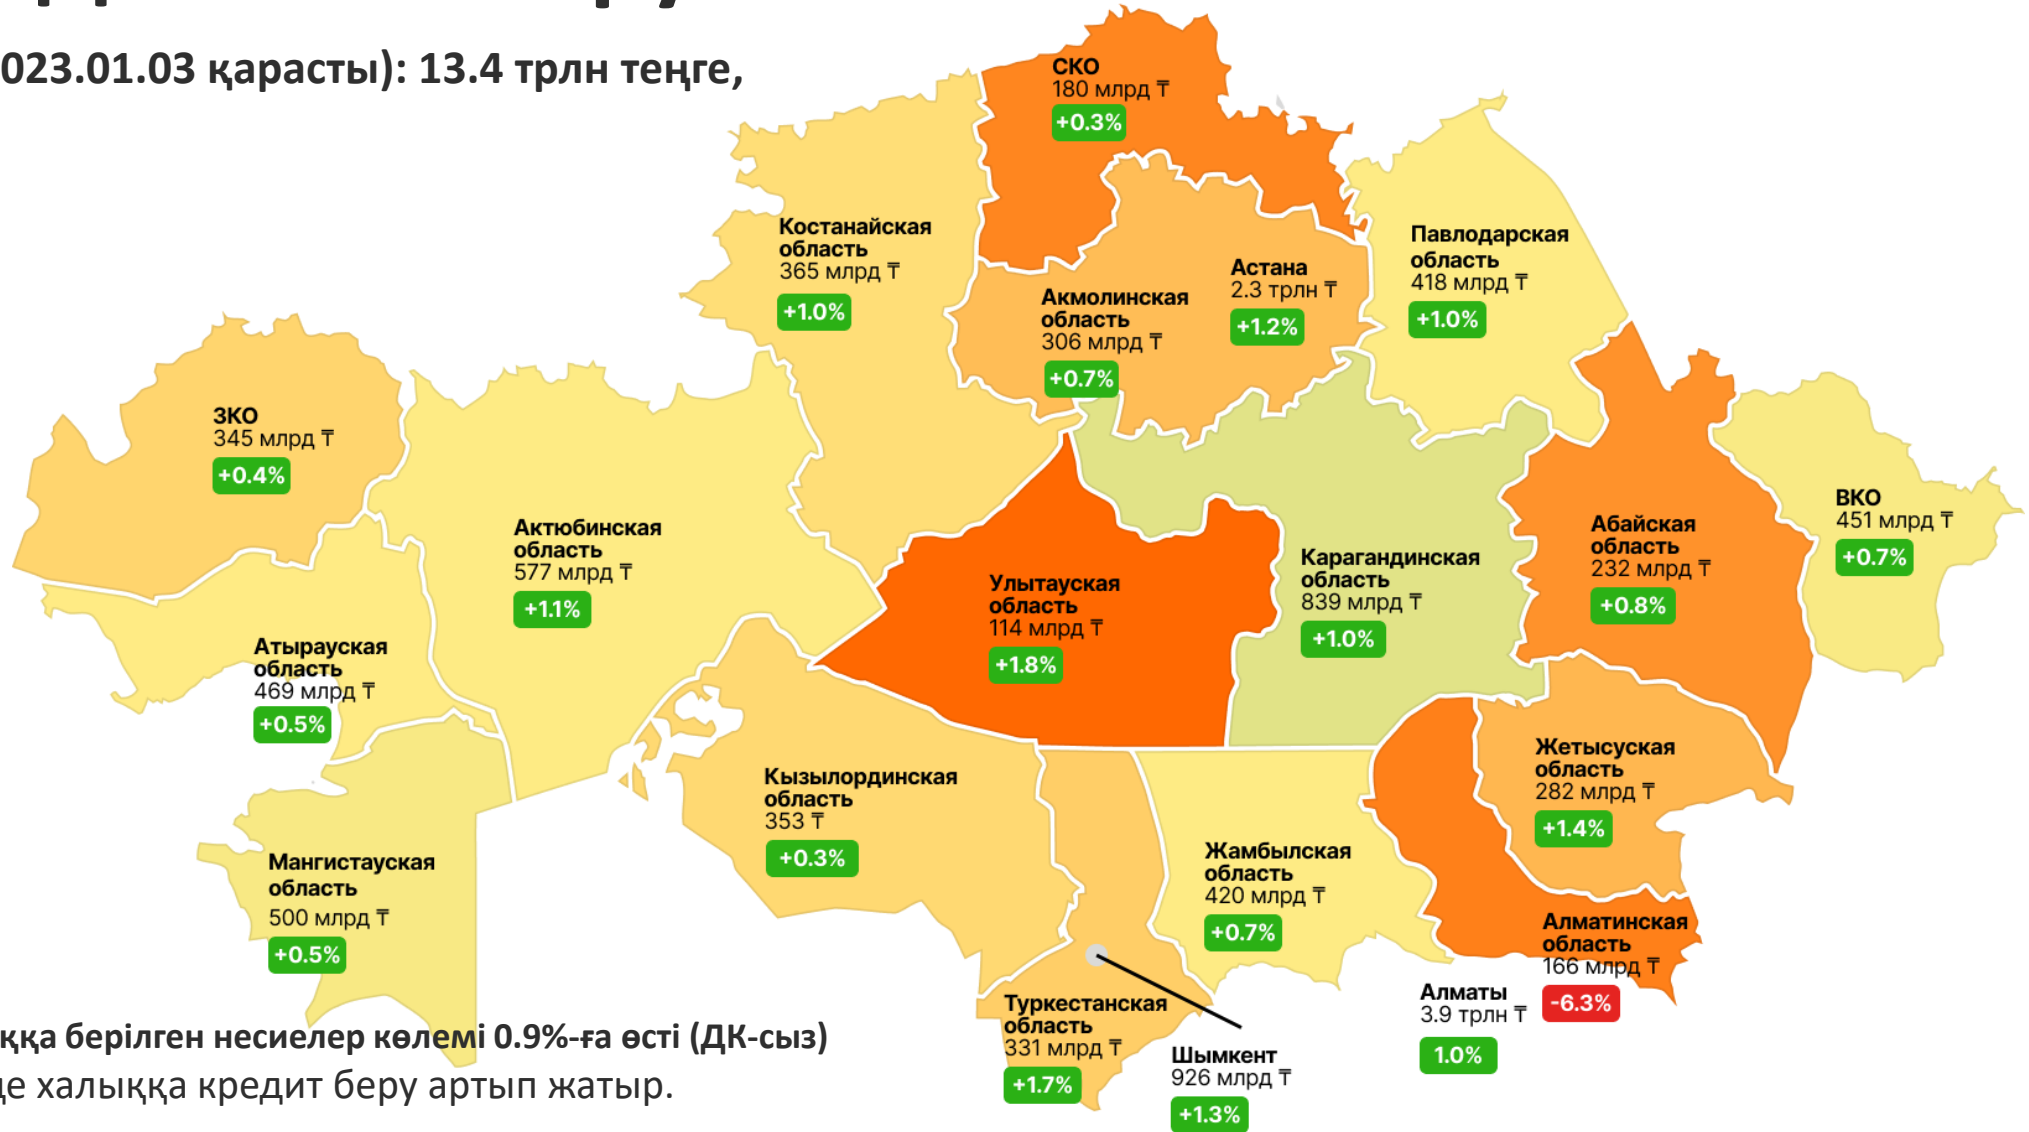 023.01.03 қарасты): 13.4 трлн теңге,
СКО
180 млрд ₸
+0.3%
Костанайская
область
365 млрд ₸
+1.0%
Акмолинская
область
306 млрд ₸
+0.7%
Астана
2.3 трлн ₸
+1.2%
Павлодарская
область
418 млрд ₸
+1.0%
ЗКО
345 млрд ₸
+0.4%
Актюбинская
область
577 млрд ₸
+1.1%
Улытауская
область
114 млрд ₸
+1.8%
Карагандинская
область
839 млрд ₸
+1.0%
Абайская
область
232 млрд ₸
+0.8%
ВКО
451 млрд ₸
+0.7%
Атырауская
область
469 млрд ₸
+0.5%
Мангистауская
область
500 млрд ₸
+0.5%
Кызылординская
область
353 ₸
+0.3%
Жамбылская
область
420 млрд ₸
+0.7%
Жетысуская
область
282 млрд ₸
+1.4%
Алматинская
область
166 млрд ₸
-6.3%
Алматы
3.9 трлн ₸
1.0%
Туркестанская
область
331 млрд ₸
+1.7%
Шымкент
926 млрд ₸
+1.3%
ққа берілген несиелер көлемі 0.9%-ға өсті (ДК-сыз)
де халыққа кредит беру артып жатыр.